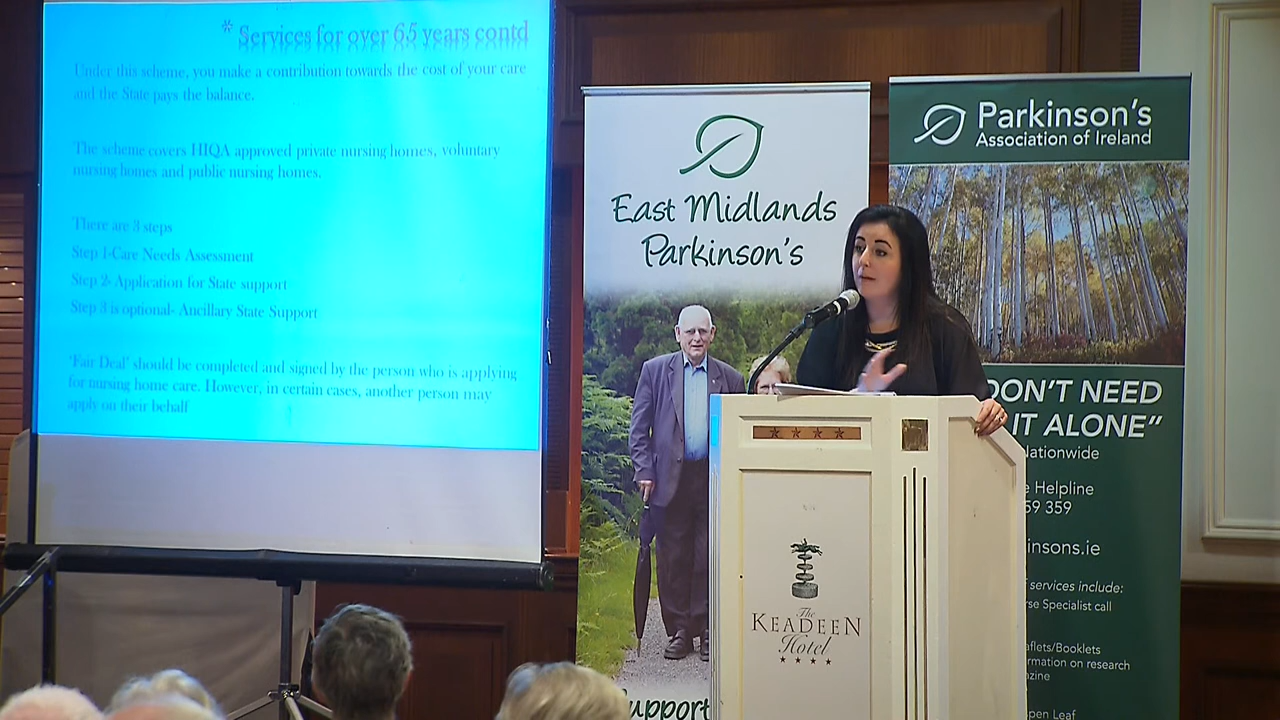 * Services for over 65 years contd
Under this scheme, you make a contribution towards the cost of your care
and the State pays the balance.
The scheme covers HIQA approved private nursing homes, voluntary
nursing homes and public nursing homes.
There are 3 steps
Step 1-Care Needs Assessment
Step 2- Application for State support
Step 3 is optional- Ancillary State Support
'Fair Deal' should be completed and signed by the person who is applying
for nursing home care. However, in certain cases, another person may
apply on their behalf
East Midlands
Parkinson's
upport
Parkinson's
Association of Ireland
DON'T NEED
IT ALONE"
Nationwide
e Helpline
59 359
insons.ie
services include:
rse Specialist call
aflets/Booklets
ormation on research
azine
pen Leaf
The
KEADEEN
Hotel